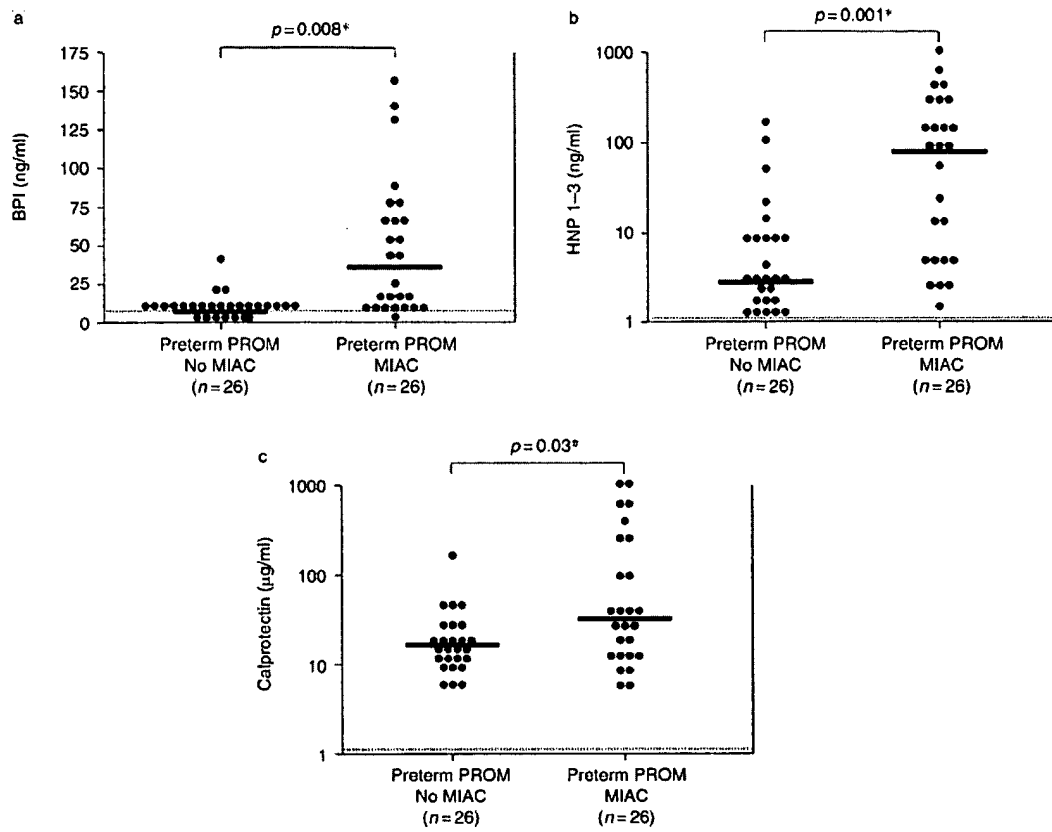 a
p=0.008*
175
150
125
100
75
50
25
0
BPI (ng/ml)
Preterm PROM
No MIAC
(n=26)
Preterm PROM
MIAC
(n=26)
b
p=0.001*
1000
100
10
1
HNP 1–3 (ng/ml)
Preterm PROM
No MIAC
(n=26)
Preterm PROM
MIAC
(n=26)
c
p=0.03*
1000
100
10
1
Calprotectin (µg/ml)
Preterm PROM
No MIAC
(n=26)
Preterm PROM
MIAC
(n=26)